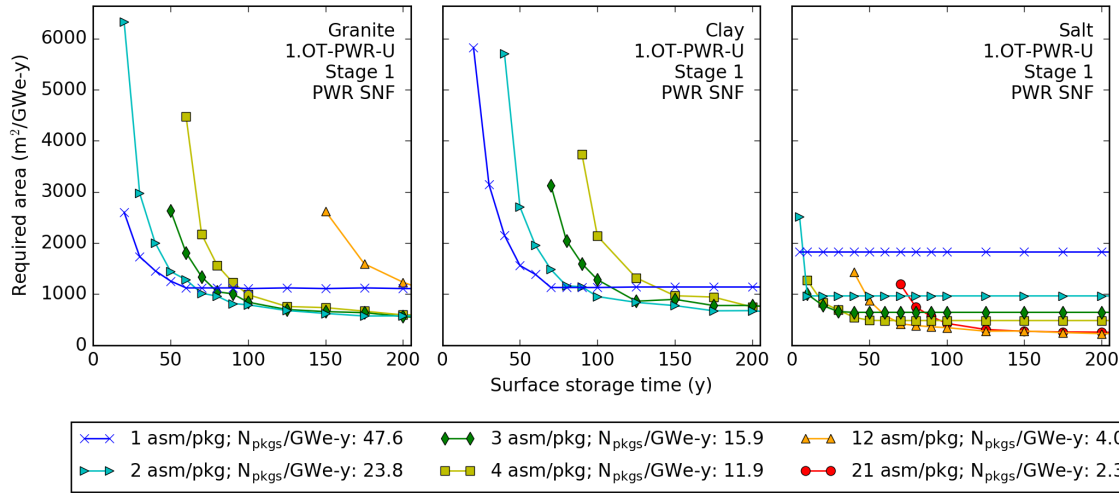 Granite
1.OT-PWR-U
Stage 1
PWR SNF
Clay
1.OT-PWR-U
Stage 1
PWR SNF
Salt
1.OT-PWR-U
Stage 1
PWR SNF
Required area (m²/GWe-y)
6000
5000
4000
3000
2000
1000
0
0 50 100 150 200
0 50 100 150 200
0 50 100 150 200
Surface storage time (y)
1 asm/pkg; Npkgs/GWe-y: 47.6
3 asm/pkg; Npkgs/GWe-y: 15.9
12 asm/pkg; Npkgs/GWe-y: 4.0
2 asm/pkg; Npkgs/GWe-y: 23.8
4 asm/pkg; Npkgs/GWe-y: 11.9
21 asm/pkg; Npkgs/GWe-y: 2.3